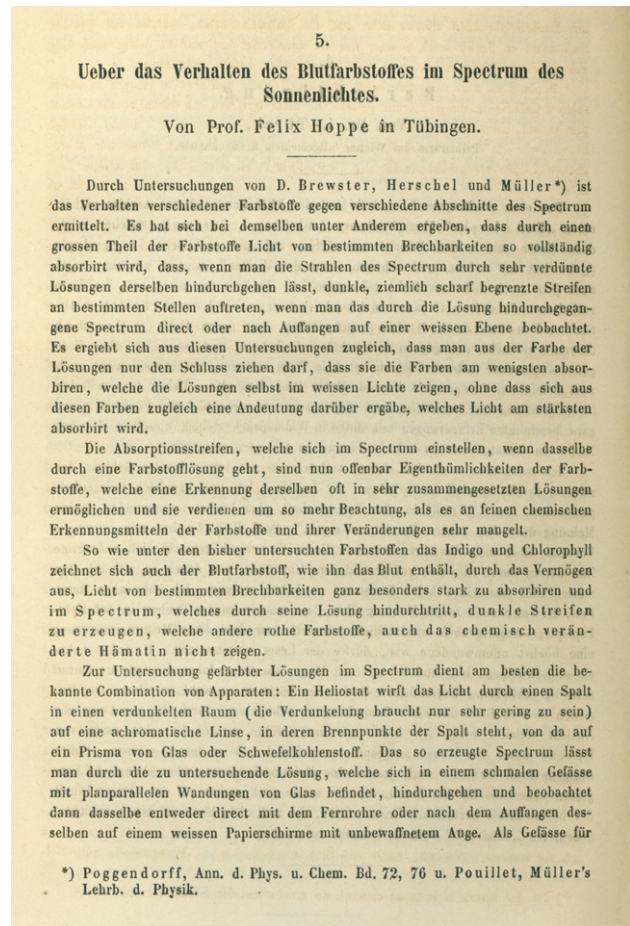 5.
Ueber das Verhalten des Blutfarbstoffes im Spectrum des
Sonnenlichtes.
Von Prof. Felix Hoppe in Tübingen.
Durch Untersuchungen von D. Brewster, Herschel und Müller*) ist
das Verhalten verschiedener Farbstoffe gegen verschiedene Abschnitte des Spectrum
ermittelt. Es hat sich bei demselben unter Anderem ergeben, dass durch einen
grossen Theil der Farbstoffe Licht von bestimmten Brechbarkeiten so vollständig
absorbirt wird, dass, wenn man die Strahlen des Spectrum durch sehr verdünnte
Lösungen derselben hindurchgehen lässt, dunkle, ziemlich scharf begrenzte Streifen
an bestimmten Stellen auftreten, wenn man das durch die Lösung hindurchgegan-
gene Spectrum direct oder nach Auffangen auf einer weissen Ebene beobachtet.
Es ergiebt sich aus diesen Untersuchungen zugleich, dass man aus der Farbe der
Lösungen nur den Schluss ziehen darf, dass sie die Farben am wenigsten absor-
biren, welche die Lösungen selbst im weissen Lichte zeigen, ohne dass sich aus
diesen Farben zugleich eine Andeutung darüber ergäbe, welches Licht am stärksten
absorbirt wird.
Die Absorptionsstreifen, welche sich im Spectrum einstellen, wenn dasselbe
durch eine Farbstofflösung geht, sind nun offenbar Eigenthümlichkeiten der Farb-
stoffe, welche eine Erkennung derselben oft in sehr zusammengesetzten Lösungen
ermöglichen und sie verdienen um so mehr Beachtung, als es an feinen chemischen
Erkennungsmitteln der Farbstoffe und ihrer Veränderungen sehr mangelt.
So wie unter den bisher untersuchten Farbstoffen das Indigo und Chlorophyll
zeichnet sich auch der Blutfarbstoff, wie ihn das Blut enthält, durch das Vermögen
aus, Licht von bestimmten Brechbarkeiten ganz besonders stark zu absorbiren und
im Spectrum, welches durch seine Lösung hindurchtritt, dunkle Streifen
zu erzeugen, welche andere rothe Farbstoffe, auch das chemisch verän-
derte Hämatin nicht zeigen.
Zur Untersuchung gefärbter Lösungen im Spectrum dient am besten die be-
kannte Combination von Apparaten: Ein Heliostat wirft das Licht durch einen Spalt
in einen verdunkelten Raum (die Verdunkelung braucht nur sehr gering zu sein)
auf eine achromatische Linse, in deren Brennpunkte der Spalt steht, von da auf
ein Prisma von Glas oder Schwefelkohlenstoff. Das so erzeugte Spectrum lässt
man durch die zu untersuchende Lösung, welche sich in einem schmalen Gefässe
mit planparallelen Wandungen von Glas befindet, hindurchgehen und beobachtet
dann dasselbe entweder direct mit dem Fernrohre oder nach dem Auffangen des-
selben auf einem weissen Papierschirme mit unbewaffnetem Auge. Als Gefässe für
*) Poggendorff, Ann. d. Phys. u. Chem. Bd. 72, 76 u. Pouillet, Müller's
Lehrb. d. Physik.